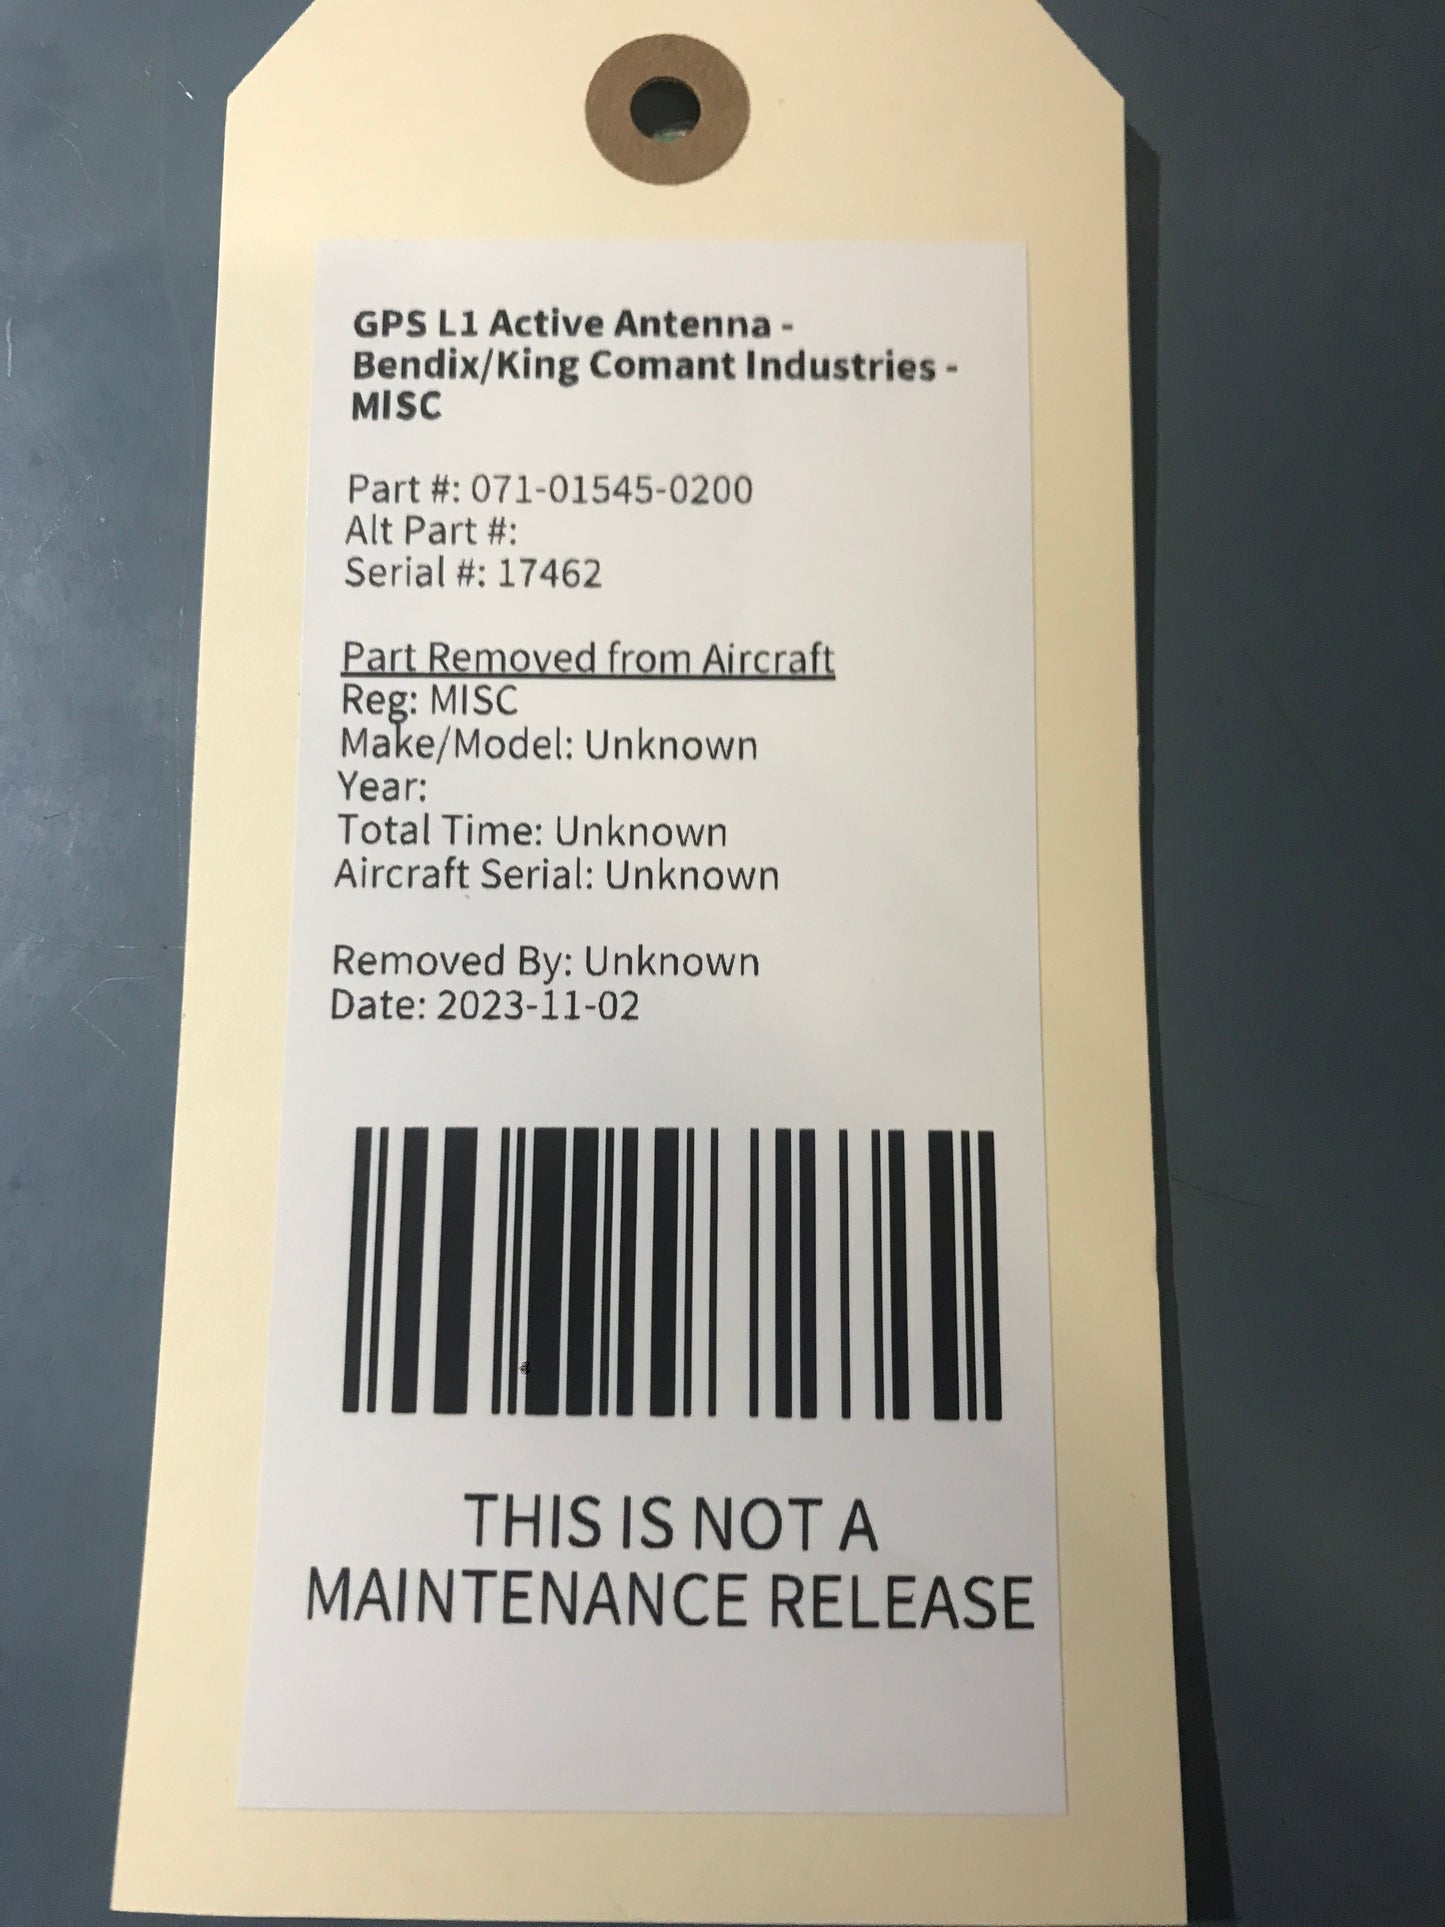 GPS L1 Active Antenna -
Bendix/King Comant Industries -
MISC
Part #: 071-01545-0200
Alt Part #:
Serial #: 17462
Part Removed from Aircraft
Reg: MISC
Make/Model: Unknown
Year:
Total Time: Unknown
Aircraft Serial: Unknown
Removed By: Unknown
Date: 2023-11-02
THIS IS NOT A
MAINTENANCE RELEASE